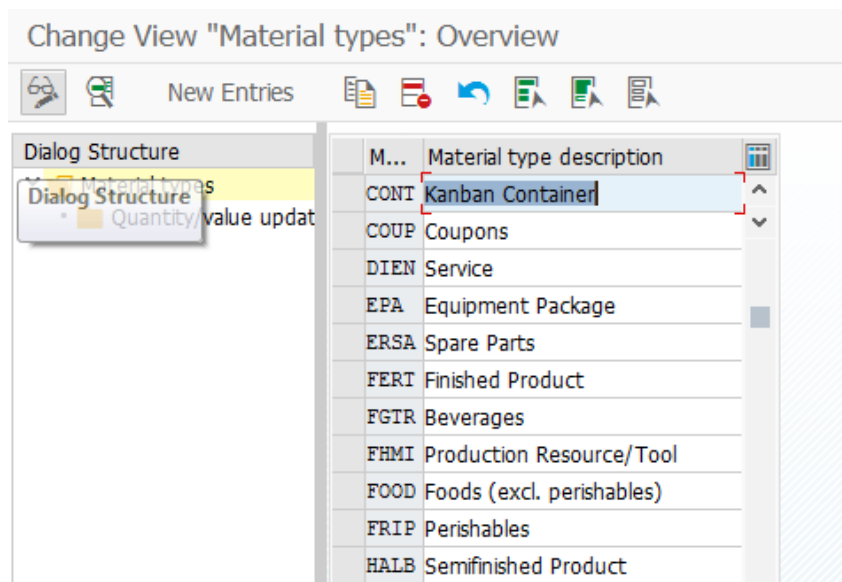 Change View "Material types": Overview
New Entries
Dialog Structure
Material types
Dialog Structure
Quantity/value updat
M... Material type description
CONT Kanban Container
COUP Coupons
DIEN Service
EPA Equipment Package
ERSA Spare Parts
FERT Finished Product
FGTR Beverages
FHMI Production Resource/Tool
FOOD Foods (excl. perishables)
FRIP Perishables
HALB Semifinished Product